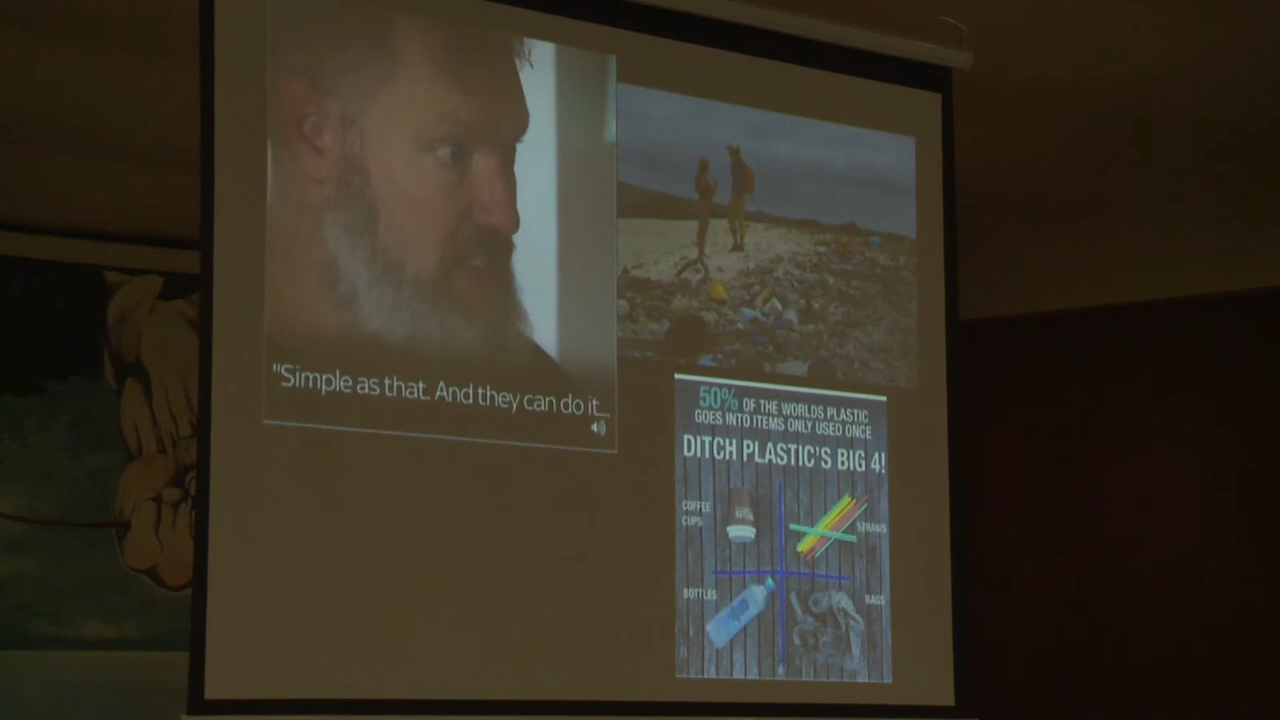 "Simple as that. And they can do it...
50% OF THE WORLDS PLASTIC
GOES INTO ITEMS ONLY USED ONCE
DITCH PLASTIC'S BIG 4!
COFFEE
CUPS
STRAWS
BOTTLES
BAGS